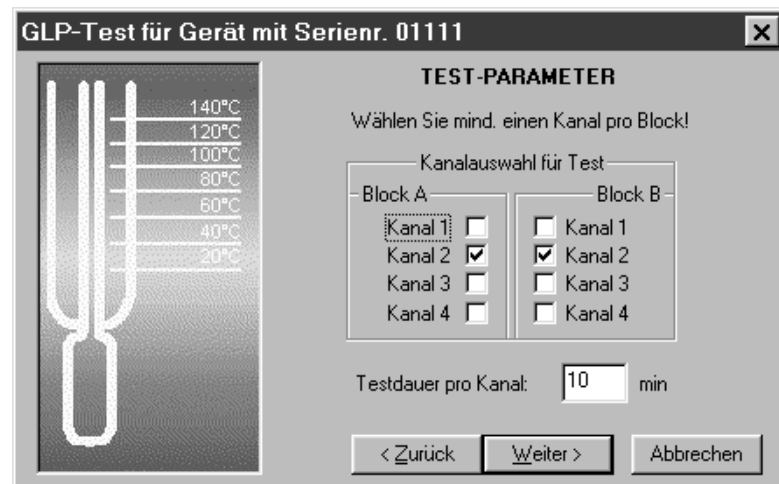 GLP-Test für Gerät mit Serienr. 01111
140°C
120°C
100°C
80°C
60°C
40°C
20°C
TEST-PARAMETER
Wählen Sie mind. einen Kanal pro Block!
Kanalauswahl für Test
Block A
Kanal 1
Kanal 2
Kanal 3
Kanal 4
Block B
Kanal 1
Kanal 2
Kanal 3
Kanal 4
Testdauer pro Kanal: 10 min
< Zurück
Weiter >
Abbrechen